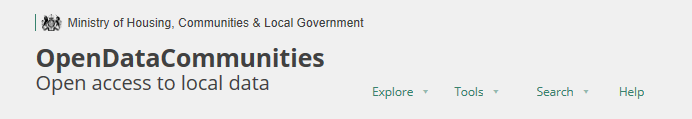 Ministry of Housing, Communities & Local Government
OpenDataCommunities
Open access to local data
Explore Tools Search Help